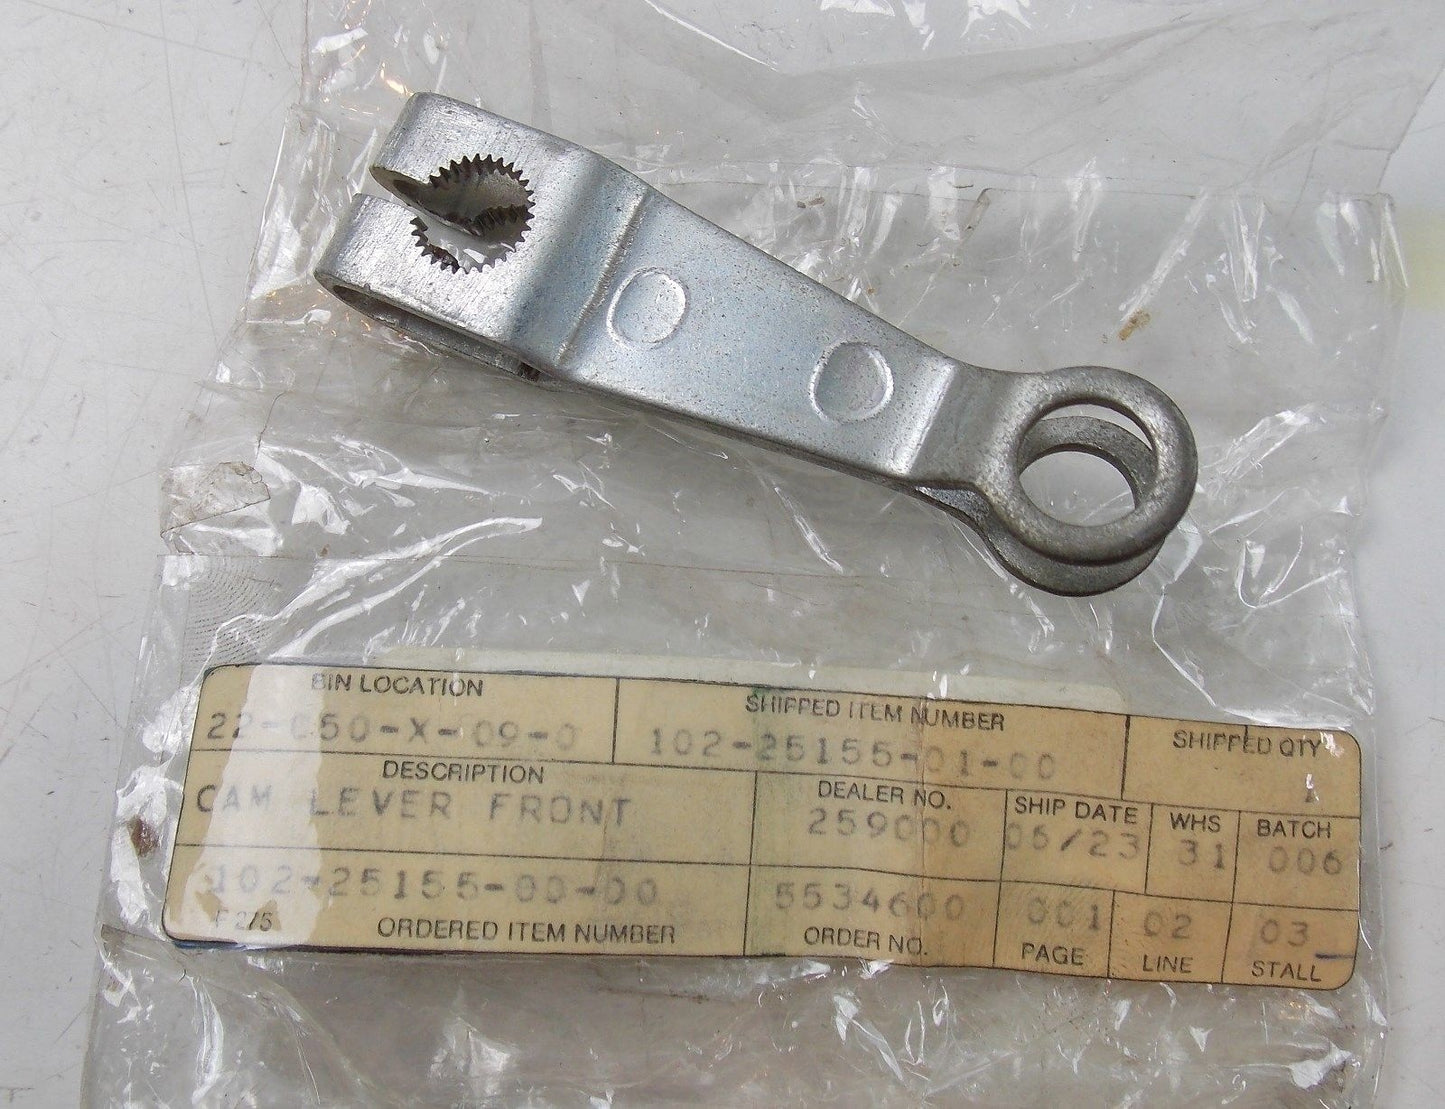 BIN LOCATION
22-050-X-09-0
SHIPPED ITEM NUMBER
102-25155-01-00
SHIPPED QTY
1
DESCRIPTION
CAM LEVER FRONT
DEALER NO.
259000
SHIP DATE
05/23
WHS
31
BATCH
006
102-25155-00-00
F 275
ORDERED ITEM NUMBER
5534600
ORDER NO.
001
PAGE
02
LINE
03
STALL